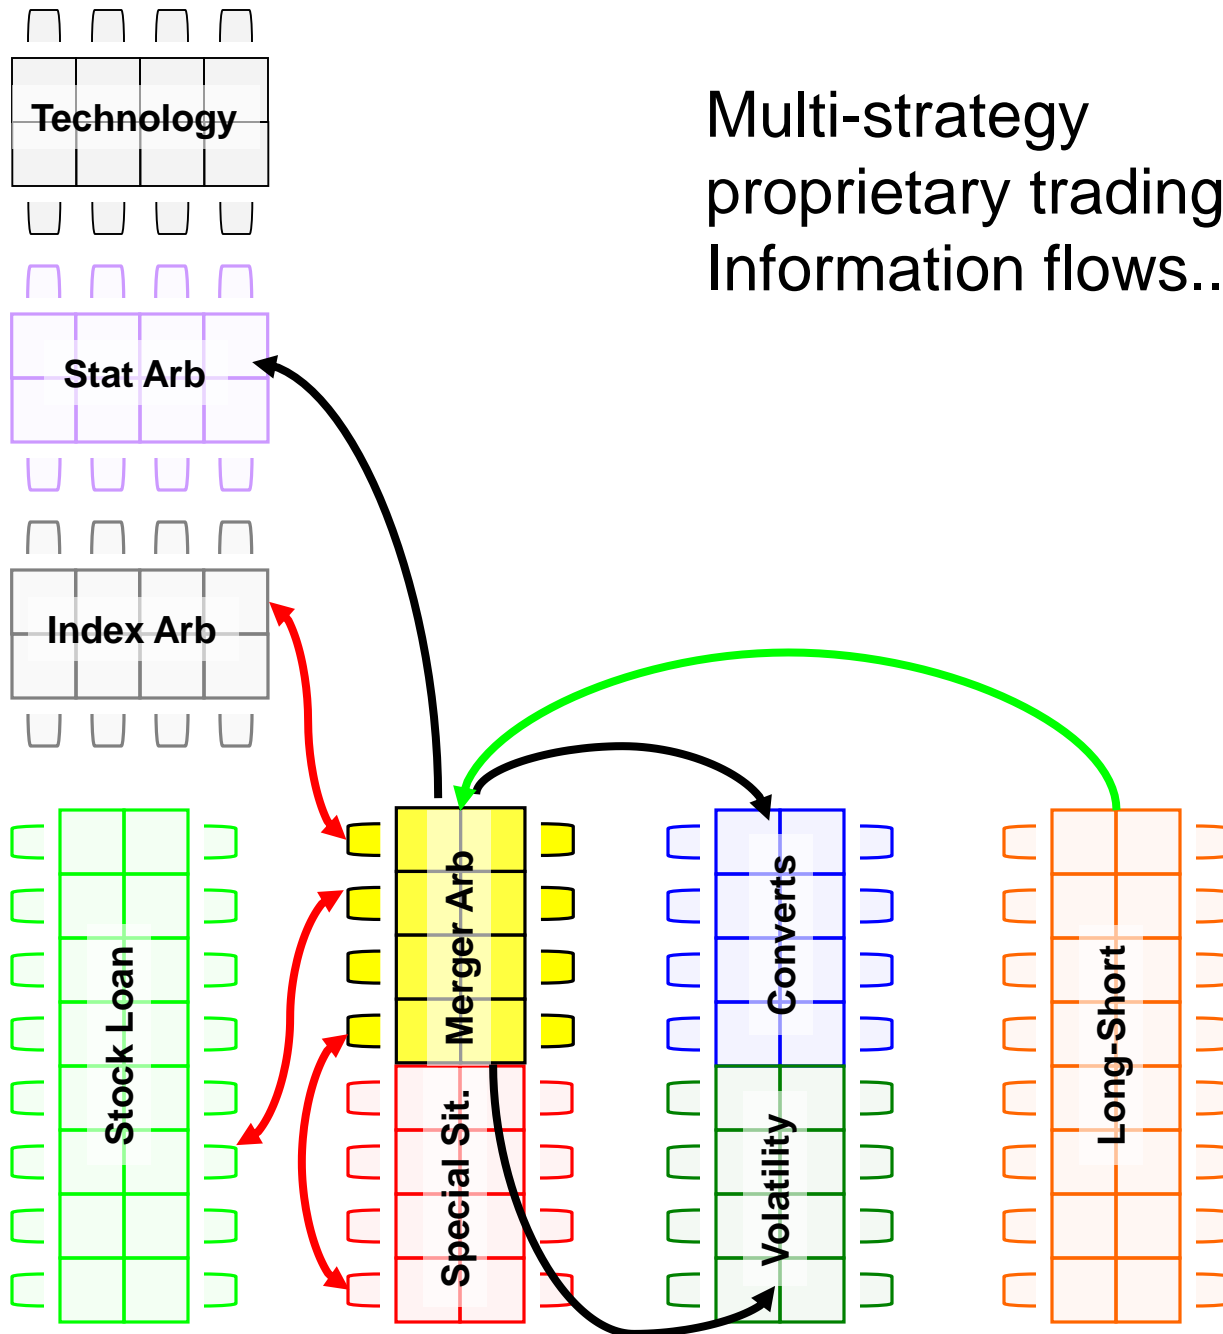 Technology
Multi-strategy
proprietary trading
Information flows..
Stat Arb
Index Arb
Stock Loan
Merger Arb
Special Sit.
Converts
Volatility
Long-Short